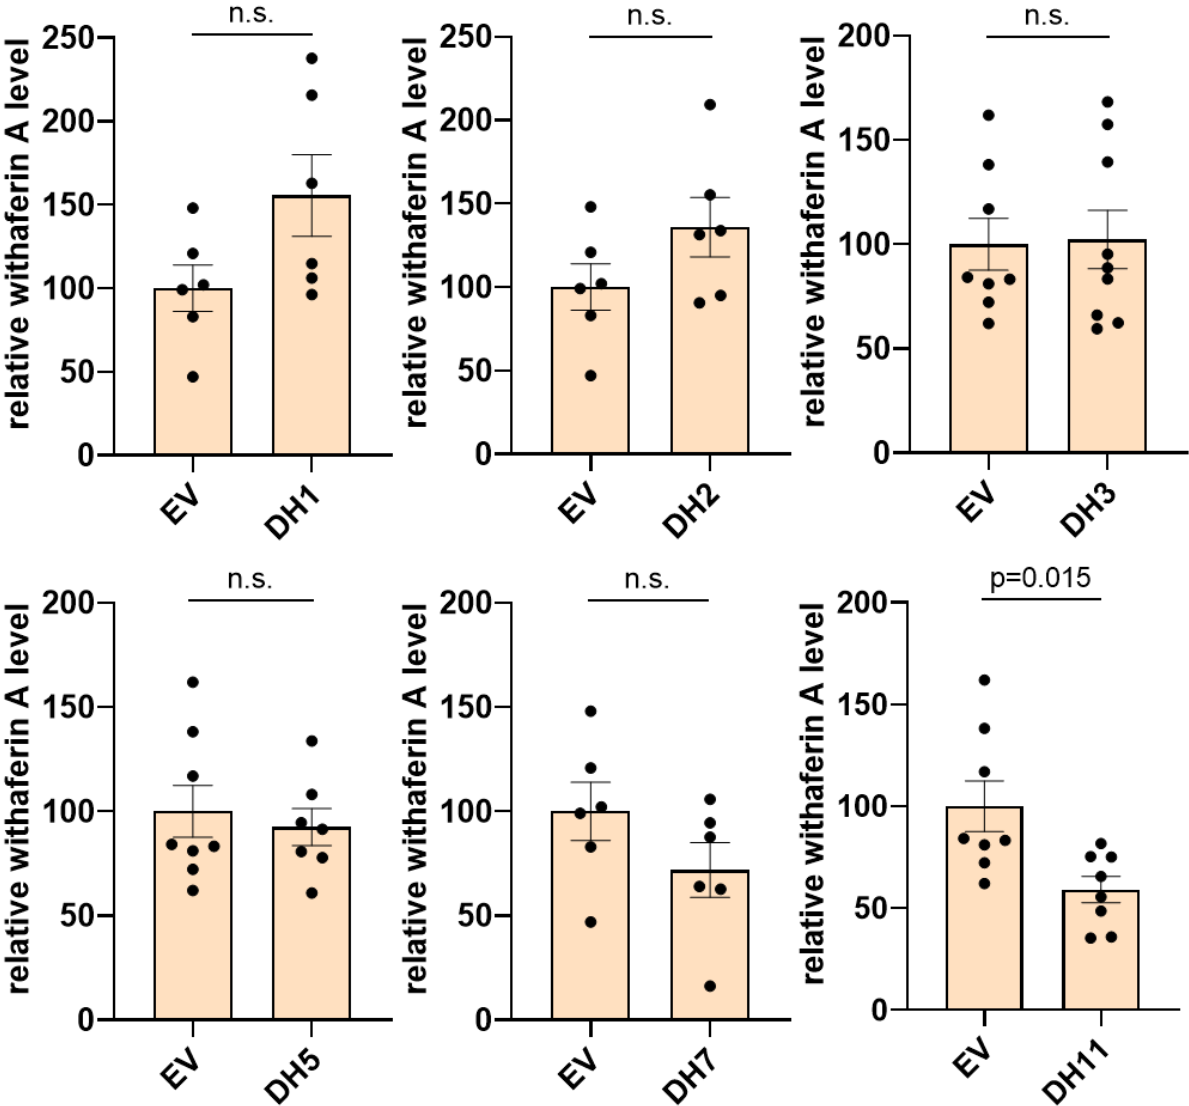 n.s.
relative withaferin A level
250
200
150
100
50
0
EV
DH1
n.s.
relative withaferin A level
250
200
150
100
50
0
EV
DH2
n.s.
relative withaferin A level
200
150
100
50
0
EV
DH3
n.s.
relative withaferin A level
200
150
100
50
0
EV
DH5
n.s.
relative withaferin A level
200
150
100
50
0
EV
DH7
p=0.015
relative withaferin A level
200
150
100
50
0
EV
DH11